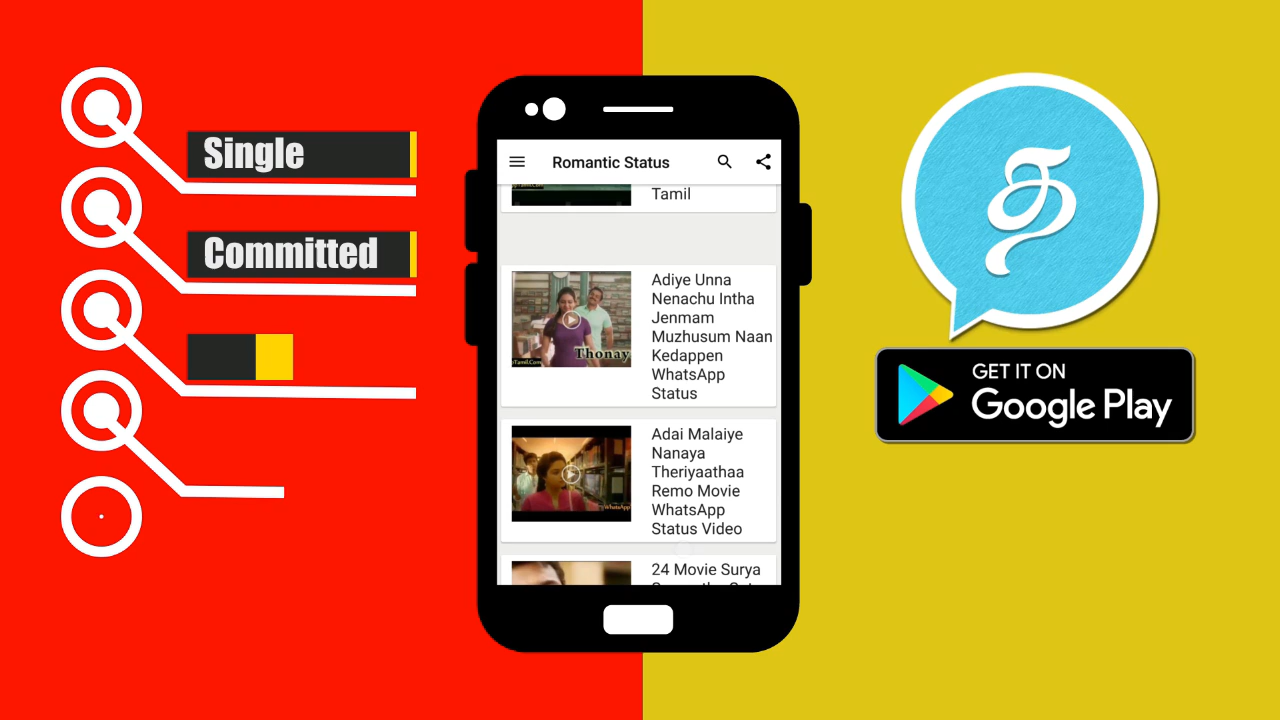 Single
Committed
Romantic Status
Tamil
Adiye Unna
Nenachu Intha
Jenmam
Muzhusum Naan
Kedappen
WhatsApp
Status
Thonay
Adai Malaiye
Nanaya
Theriyaathaa
Remo Movie
WhatsApp
Status Video
WhatsApp
24 Movie Surya
த
GET IT ON
Google Play